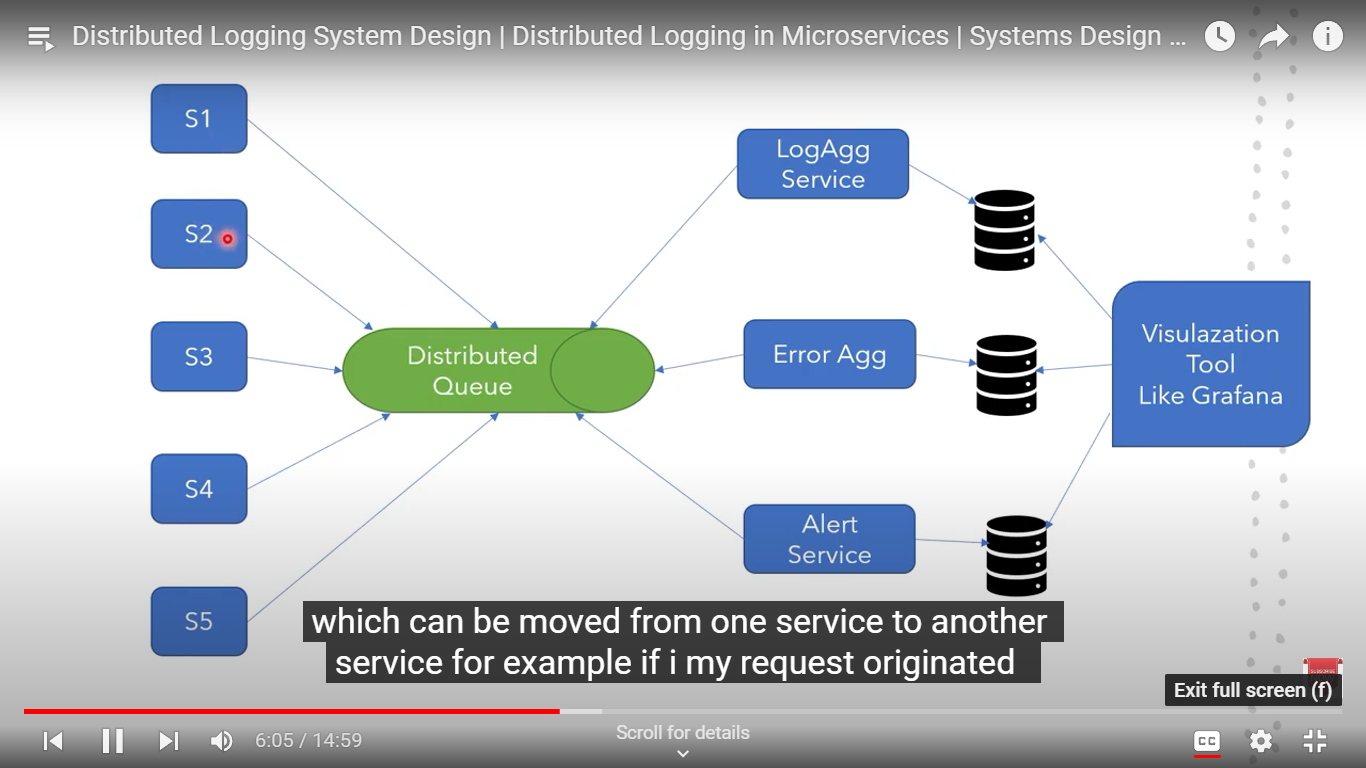 Distributed Logging System Design | Distributed Logging in Microservices | Systems Design ...
S1
S2
S3
S4
S5
Distributed
Queue
LogAgg
Service
Error Agg
Alert
Service
Visulazation
Tool
Like Grafana
which can be moved from one service to another
service for example if i my request originated
SUBSCRIBE
Exit full screen (f)
6:05 / 14:59
Scroll for details
CC